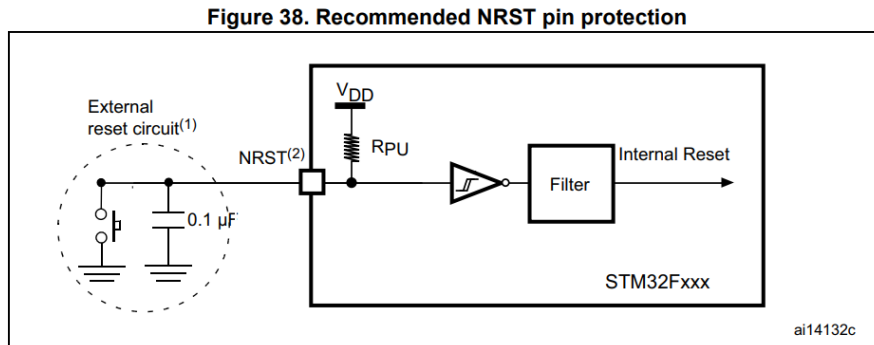 Figure 38. Recommended NRST pin protection
External
reset circuit(1)
VDD
NRST(2)
RPU
Internal Reset
Filter
0.1 µF
STM32Fxxx
ai14132c